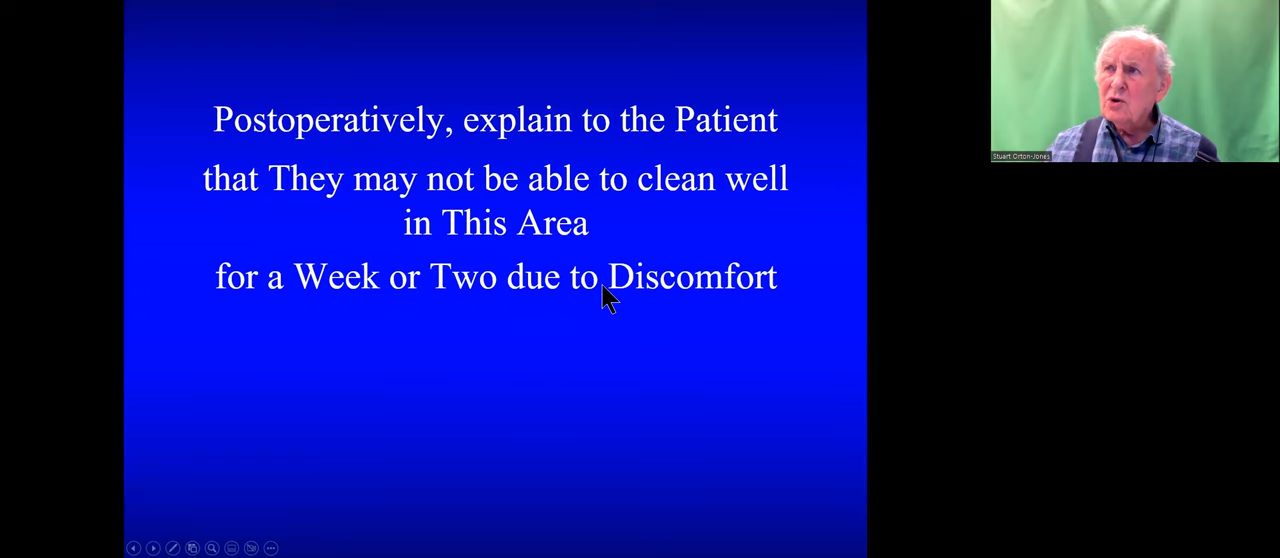 Postoperatively, explain to the Patient
that They may not be able to clean well
in This Area
for a Week or Two due to Discomfort
Stuart Orton-Jones